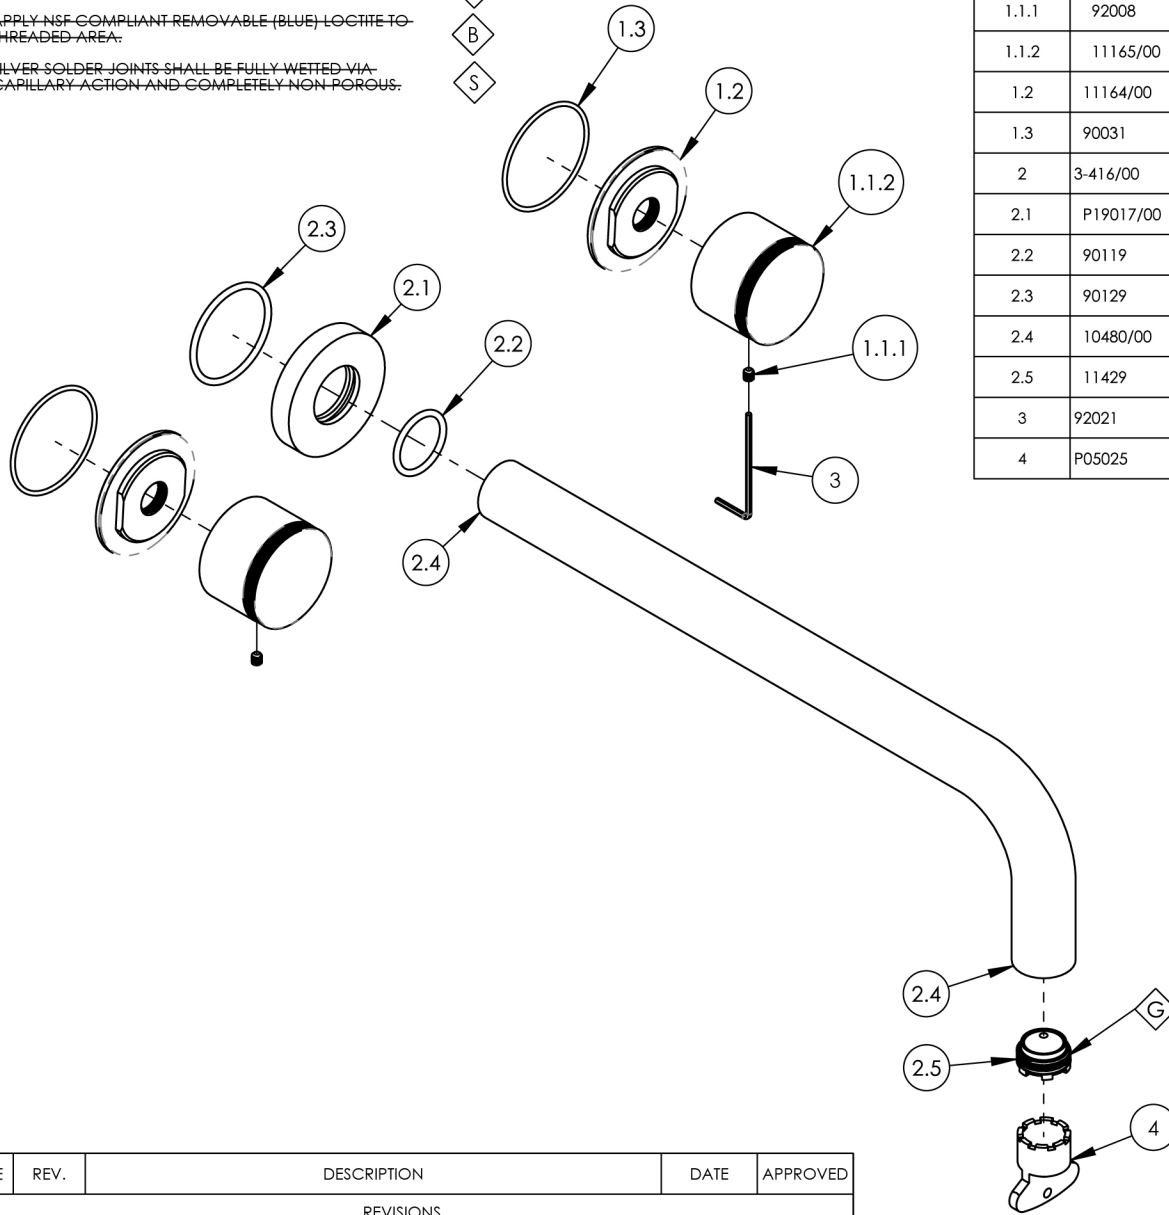 APPLY NSF COMPLIANT REMOVABLE (BLUE) LOCTITE TO
THREADED AREA.
B
SILVER SOLDER JOINTS SHALL BE FULLY WETTED VIA
CAPILLARY ACTION AND COMPLETELY NON POROUS.
S
1.3
1.2
1.1.2
2.3
2.1
2.2
1.1.1
3
2.4
2.4
2.5
G
4
1.1.1 92008
1.1.2 11165/00
1.2 11164/00
1.3 90031
2 3-416/00
2.1 P19017/00
2.2 90119
2.3 90129
2.4 10480/00
2.5 11429
3 92021
4 P05025
E REV. DESCRIPTION DATE APPROVED
REVISIONS